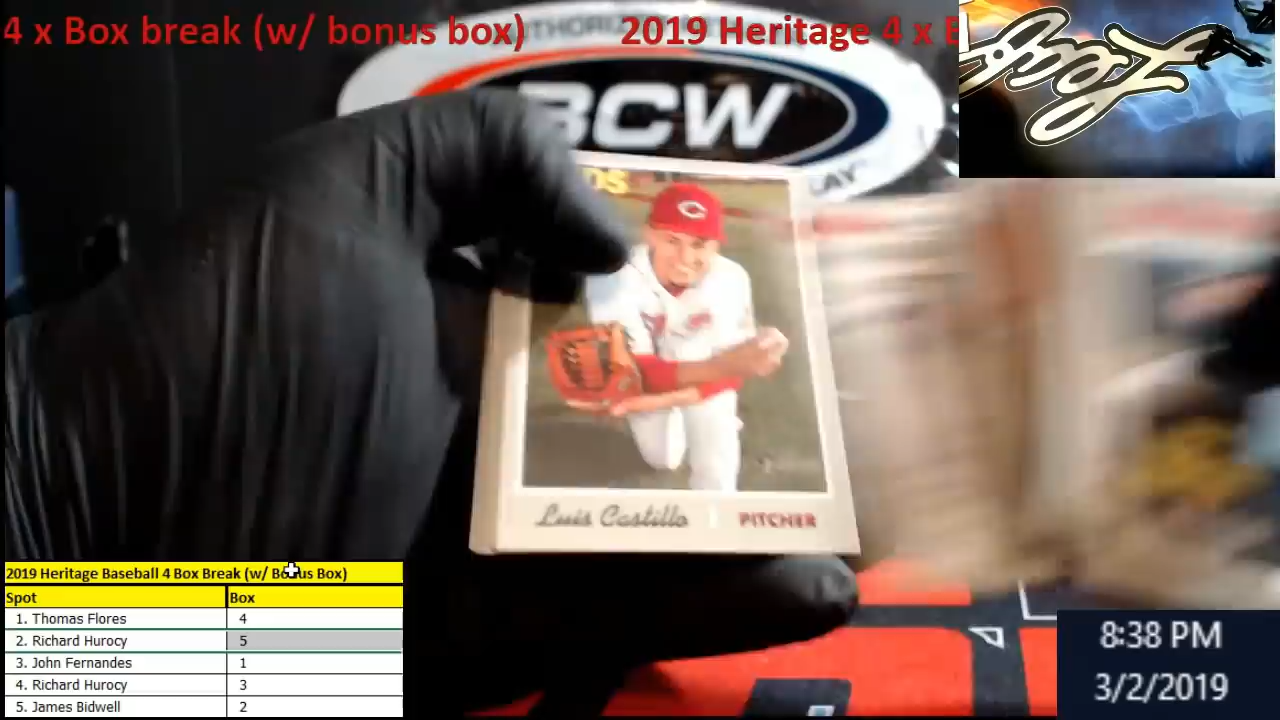 4 x Box break (w/ bonus box) 2019 Heritage 4 x B
BCW
DS
Luis Castillo PITCHER
2019 Heritage Baseball 4 Box Break (w/ Bonus Box)
Spot Box
1. Thomas Flores 4
2. Richard Hurocy 5
3. John Fernandes 1
4. Richard Hurocy 3
5. James Bidwell 2
8:38 PM
3/2/2019